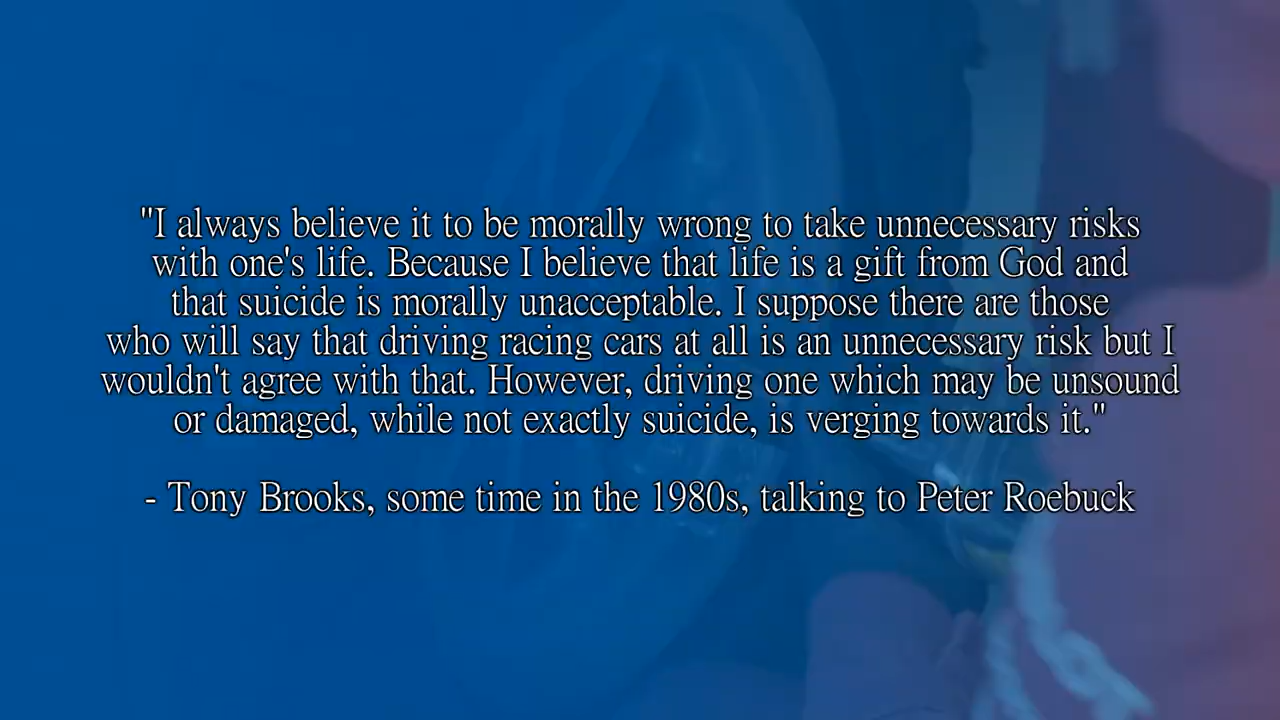 "I always believe it to be morally wrong to take unnecessary risks
with one's life. Because I believe that life is a gift from God and
that suicide is morally unacceptable. I suppose there are those
who will say that driving racing cars at all is an unnecessary risk but I
wouldn't agree with that. However, driving one which may be unsound
or damaged, while not exactly suicide, is verging towards it."
- Tony Brooks, some time in the 1980s, talking to Peter Roebuck